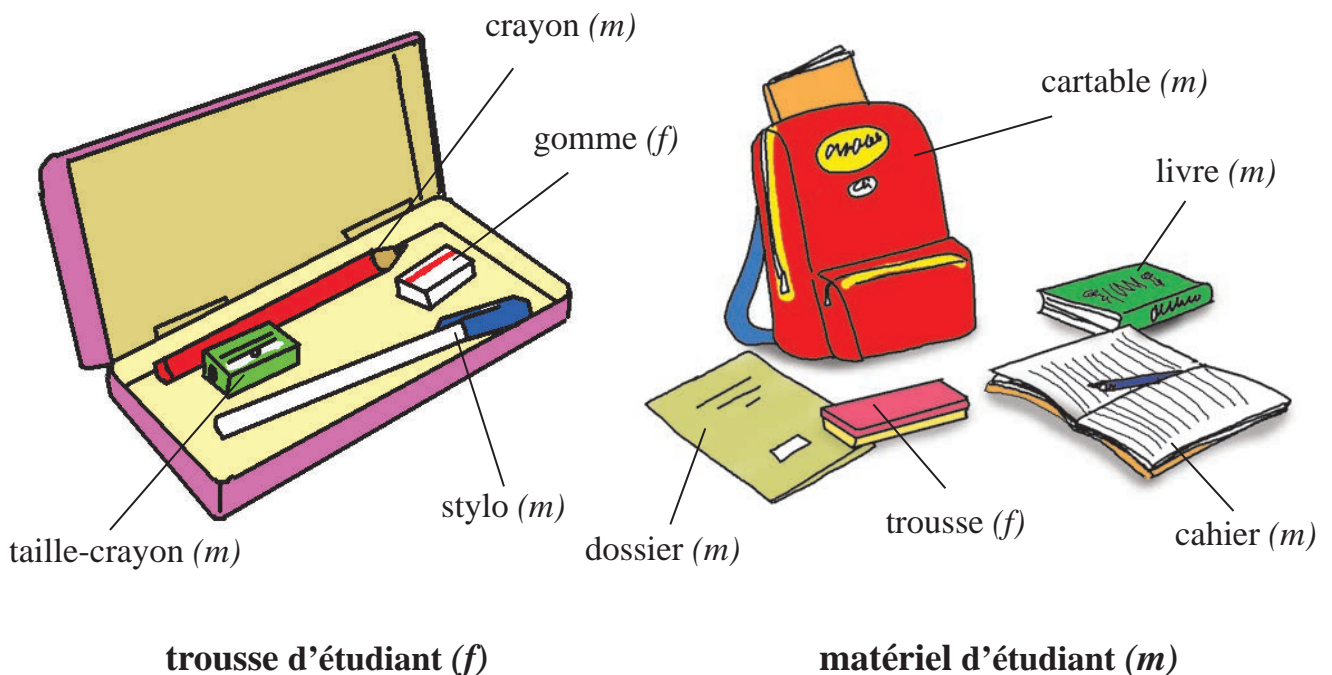 crayon (m)
gomme (f)
stylo (m)
taille-crayon (m)
trousse d'étudiant (f)
cartable (m)
livre (m)
dossier (m)
trousse (f)
cahier (m)
matériel d'étudiant (m)